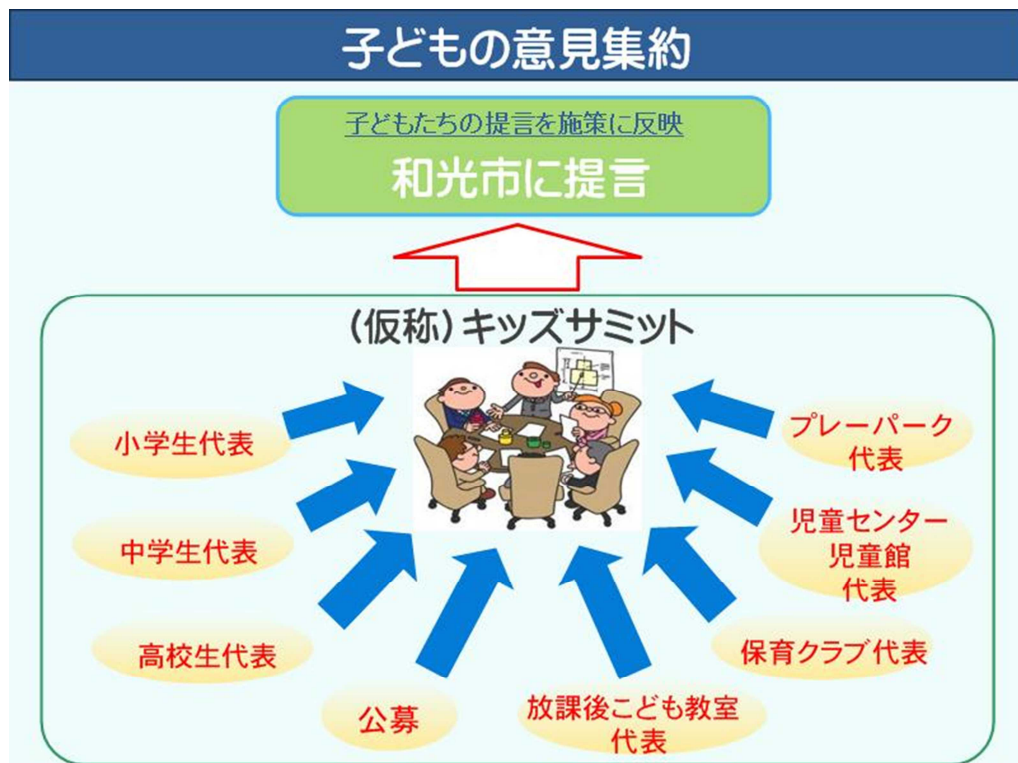 子どもの意見集約
子どもたちの提言を施策に反映
和光市に提言
(仮称)キッズサミット
小学生代表
中学生代表
高校生代表
公募
放課後こども教室
代表
保育クラブ代表
児童センター
児童館
代表
プレーパーク
代表